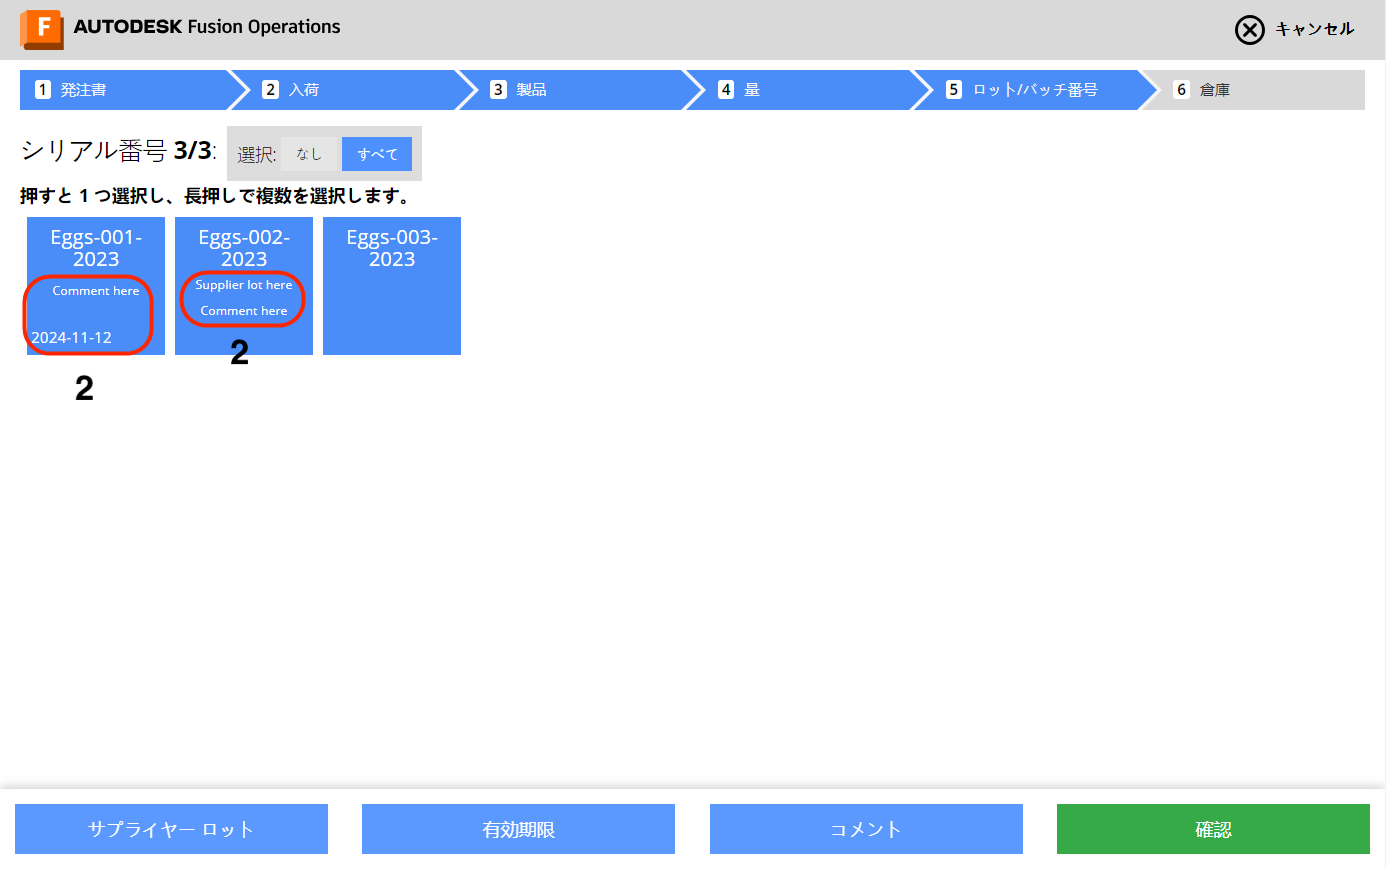 F AUTODESK Fusion Operations
キャンセル
1 発注書
2 入荷
3 製品
4 量
5 ロット/バッチ番号
6 倉庫
シリアル番号 3/3:
選択: なし すべて
押すと 1 つ選択し、長押しで複数を選択します。
Eggs-001-
2023
Comment here
2024-11-12
2
Eggs-002-
2023
Supplier lot here
Comment here
2
Eggs-003-
2023
サプライヤー ロット
有効期限
コメント
確認